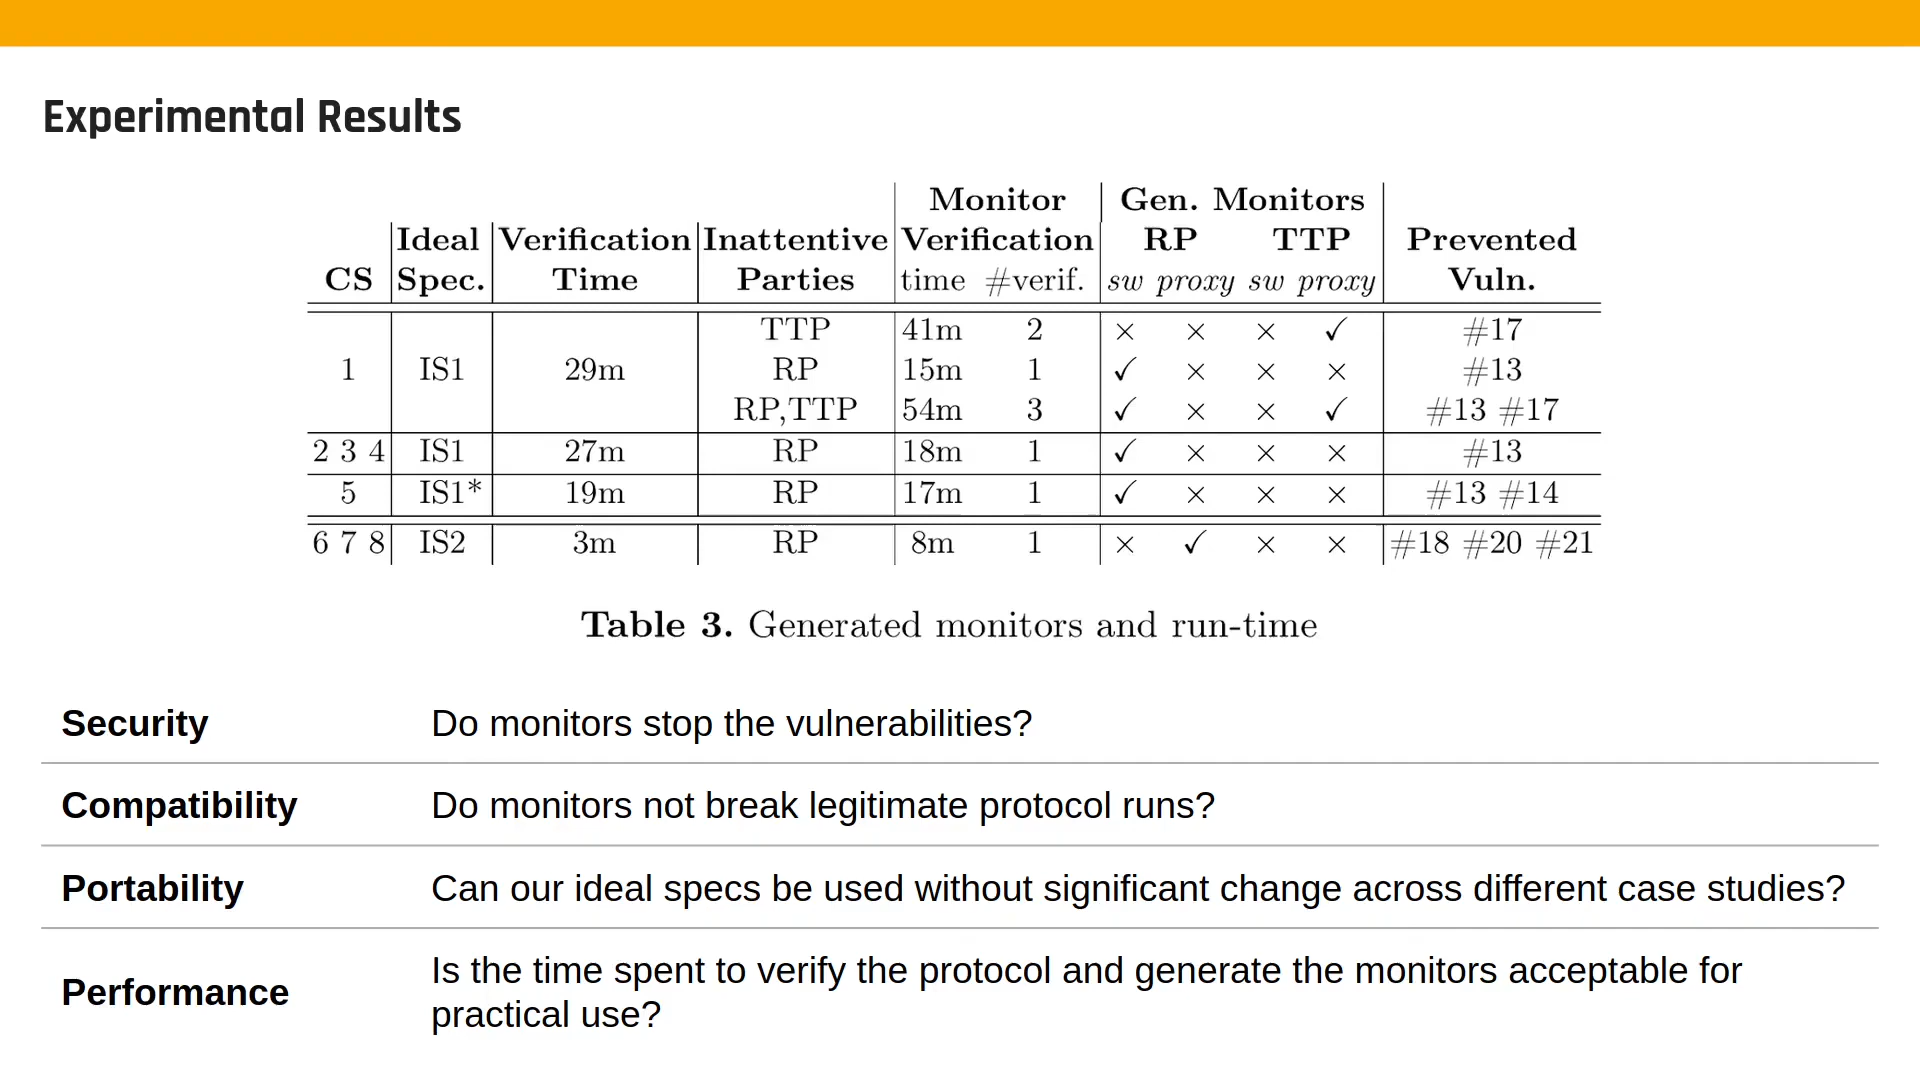 Experimental Results
Monitor Gen. Monitors
Ideal Verification Inattentive Verification RP TTP Prevented
CS Spec. Time Parties time #verif. sw proxy sw proxy Vuln.
TTP 41m 2 × × × ✓ #17
1 IS1 29m RP 15m 1 ✓ × × × #13
RP,TTP 54m 3 ✓ × × ✓ #13 #17
2 3 4 IS1 27m RP 18m 1 ✓ × × × #13
5 IS1* 19m RP 17m 1 ✓ × × × #13 #14
6 7 8 IS2 3m RP 8m 1 × ✓ × × #18 #20 #21
Table 3. Generated monitors and run-time
Security Do monitors stop the vulnerabilities?
Compatibility Do monitors not break legitimate protocol runs?
Portability Can our ideal specs be used without significant change across different case studies?
Performance Is the time spent to verify the protocol and generate the monitors acceptable for
practical use?